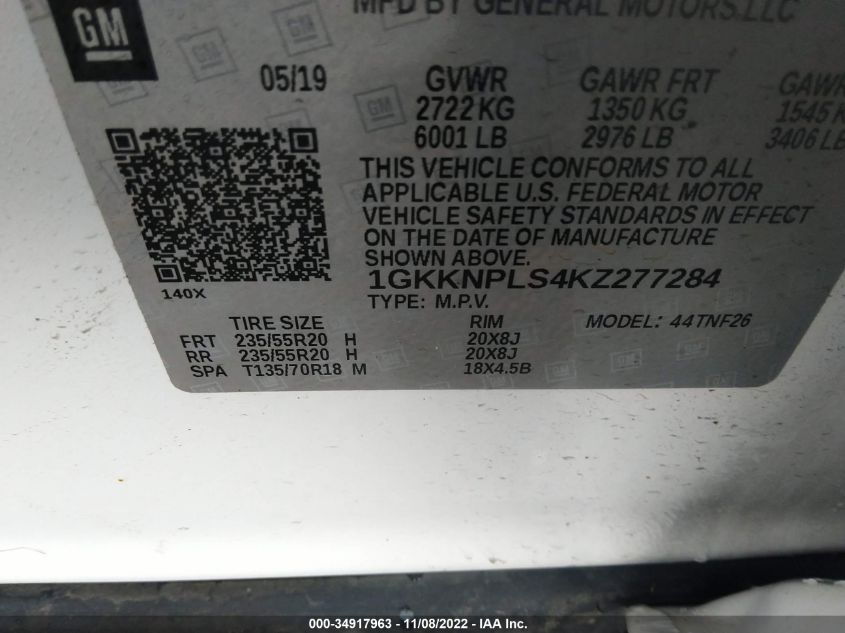 GM
MFD BY GENERAL MOTORS LLC
05/19 GVWR GAWR FRT GAWR
2722 KG 1350 KG 1545 K
6001 LB 2976 LB 3406 LB
THIS VEHICLE CONFORMS TO ALL
APPLICABLE U.S. FEDERAL MOTOR
VEHICLE SAFETY STANDARDS IN EFFECT
ON THE DATE OF MANUFACTURE
SHOWN ABOVE.
1GKKNPLS4KZ277284
140X
TYPE: M.P.V.
TIRE SIZE RIM MODEL: 44TNF26
FRT 235/55R20 H 20X8J
RR 235/55R20 H 20X8J
SPA T135/70R18 M 18X4.5B
000-34917963 - 11/08/2022 - IAA Inc.